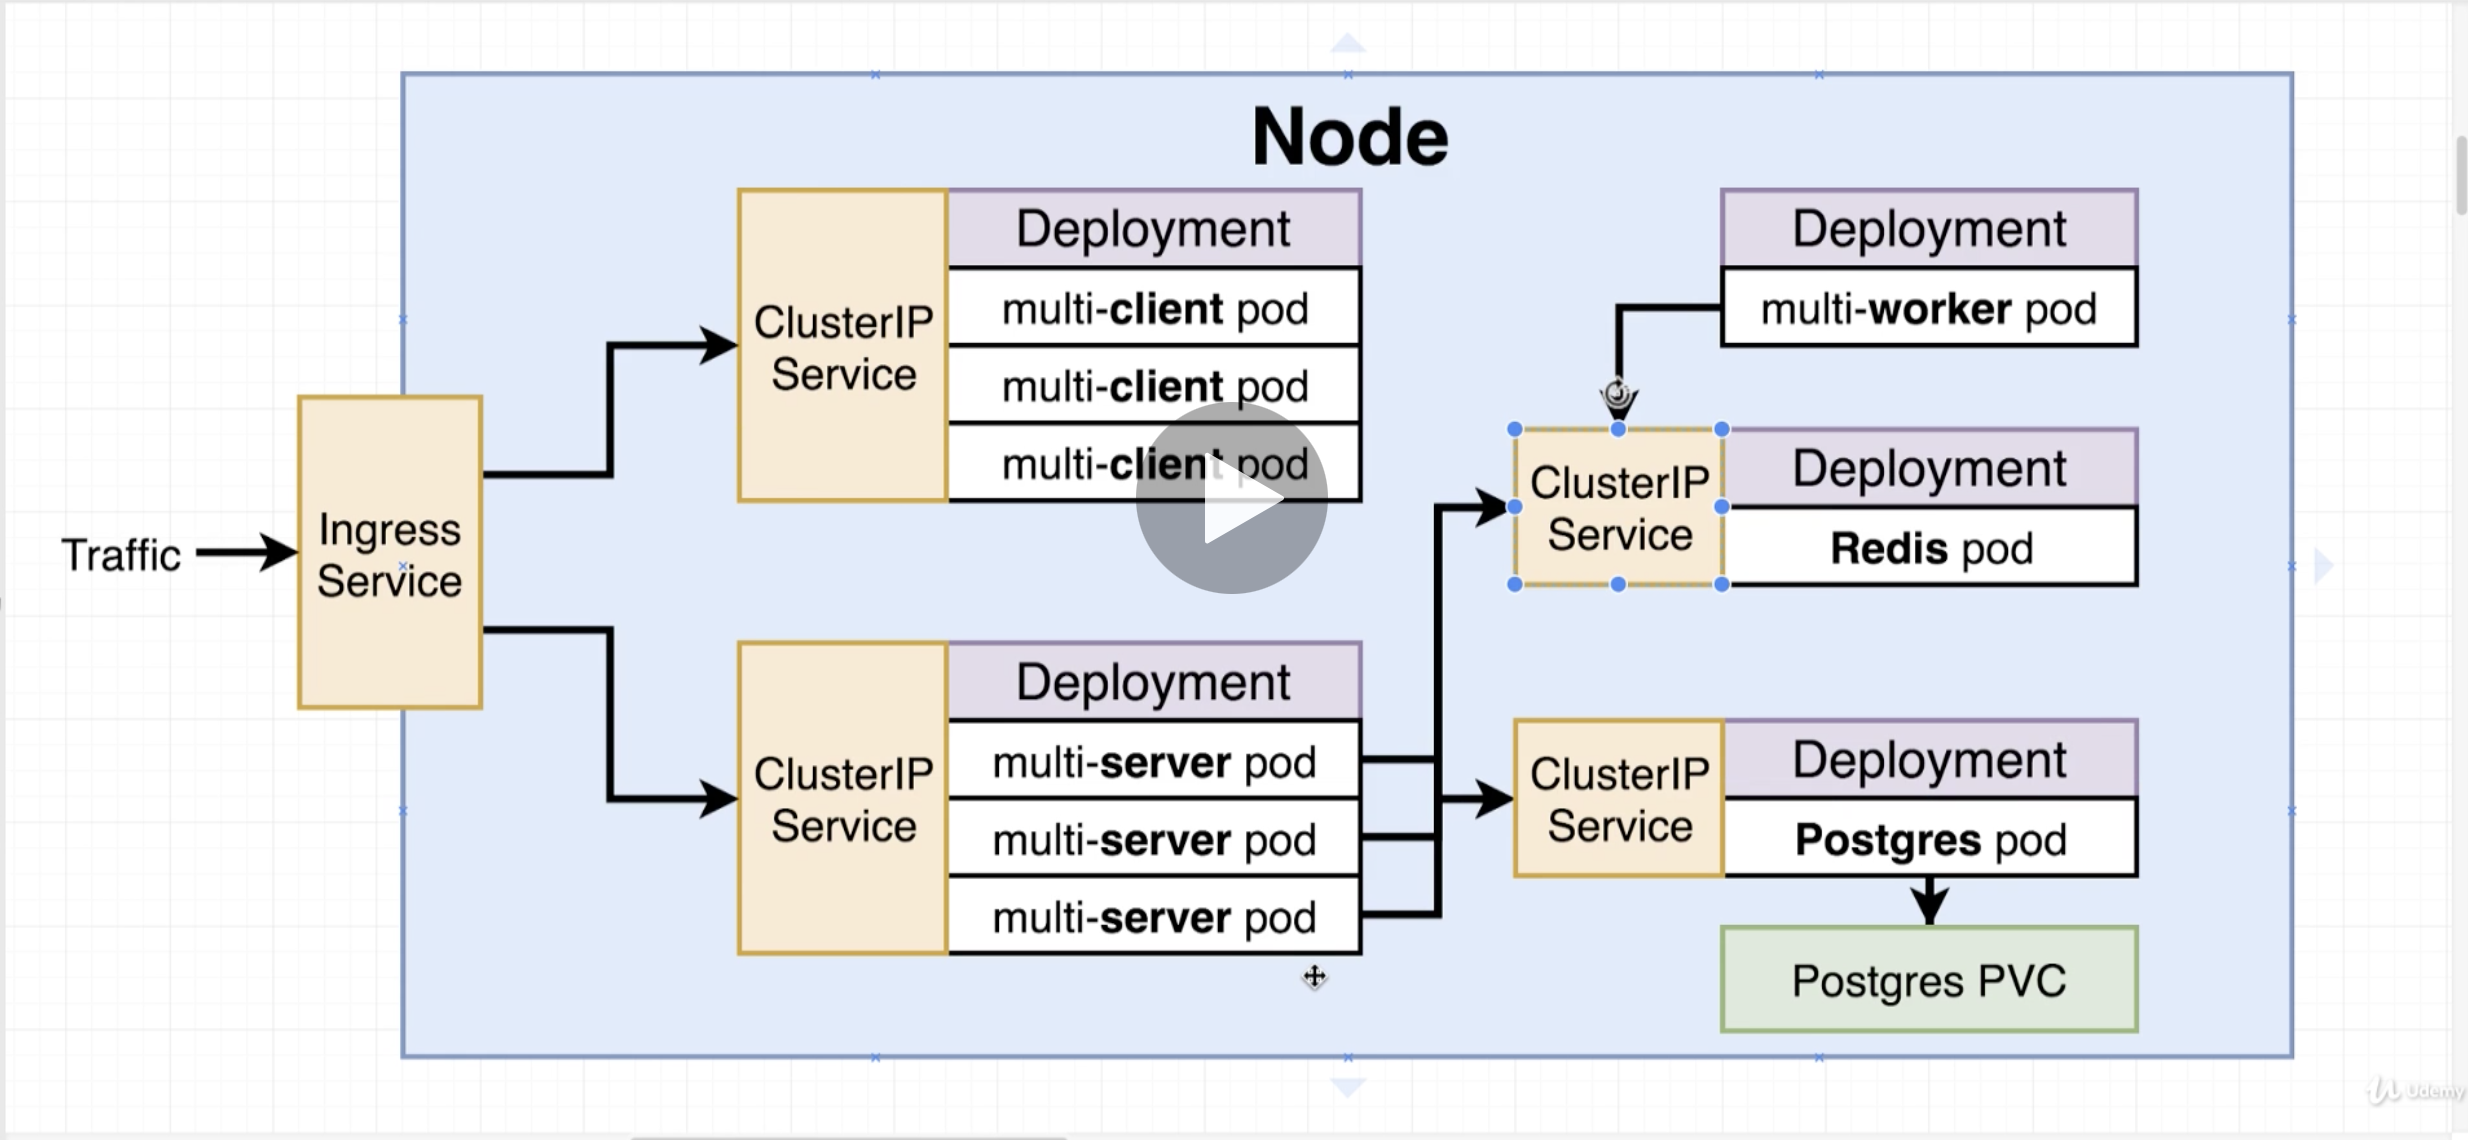 Node
Traffic
Ingress
Service
ClusterIP
Service
Deployment
multi-client pod
multi-client pod
multi-client pod
ClusterIP
Service
Deployment
multi-server pod
multi-server pod
multi-server pod
Deployment
multi-worker pod
ClusterIP
Service
Deployment
Redis pod
ClusterIP
Service
Deployment
Postgres pod
Postgres PVC
Udemy